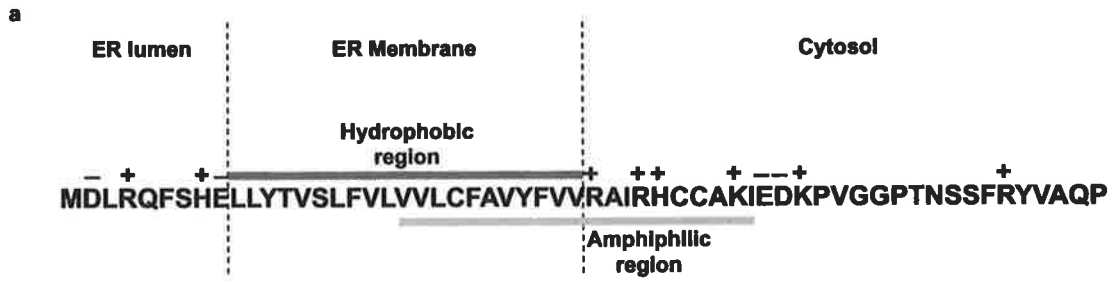 a
ER lumen ER Membrane Cytosol
Hydrophobic
region
– + + – + + + + – – + +
MDLRQFSHELLYTVSLFVLVVLCFAVYFVVRAIRHCCAKIEDKPVGGPTNSSFRYVAQP
Amphiphilic
region